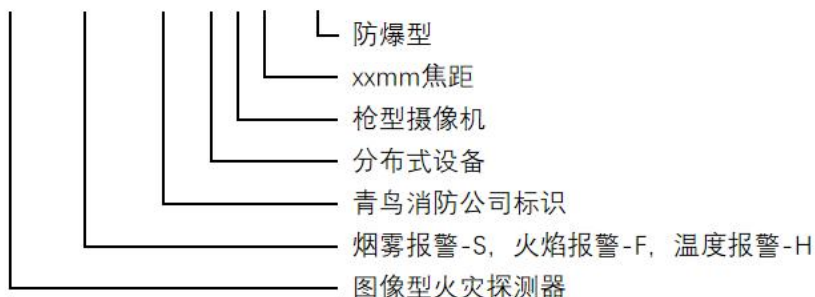 防爆型
xxmm焦距
枪型摄像机
分布式设备
青鸟消防公司标识
烟雾报警-S，火焰报警-F，温度报警-H
图像型火灾探测器